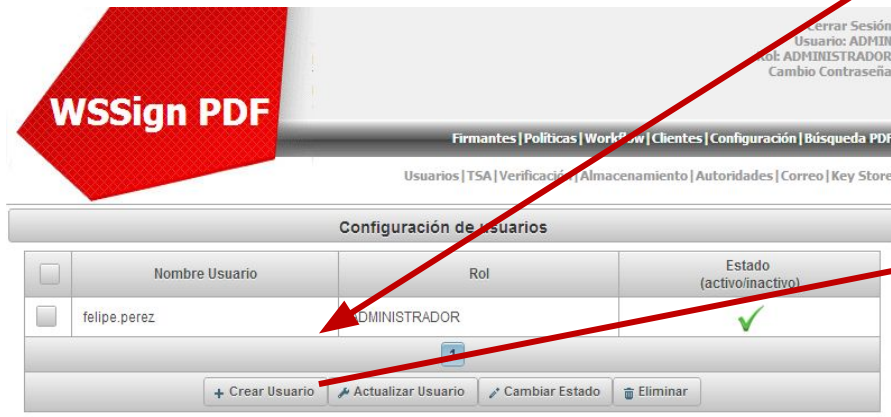 Cerrar Sesión
Usuario: ADMIN
Rol: ADMINISTRADOR
Cambio Contraseña
WSSign PDF
Firmantes|Políticas|Workflow|Clientes|Configuración|Búsqueda PDF
Usuarios|TSA|Verificación|Almacenamiento|Autoridades|Correo|Key Store
Configuración de usuarios
Nombre Usuario Rol Estado
(activo/inactivo)
felipe.perez ADMINISTRADOR
1
+ Crear Usuario Actualizar Usuario Cambiar Estado Eliminar